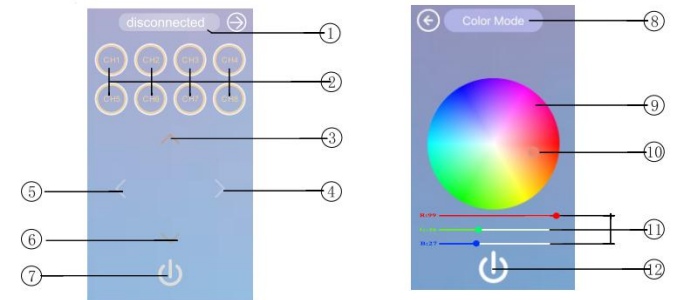 disconnected
①
CH1 CH2 CH3 CH4
②
CH5 CH6 CH7 CH8
③
⑤
④
⑥
⑦
Color Mode
⑧
⑨
⑩
⑪
B:27
⑫